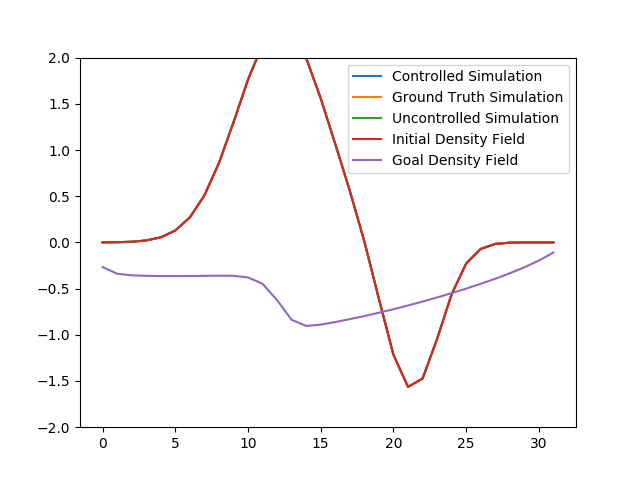 2.0
1.5
1.0
0.5
0.0
−0.5
−1.0
−1.5
−2.0
0 5 10 15 20 25 30
Controlled Simulation
Ground Truth Simulation
Uncontrolled Simulation
Initial Density Field
Goal Density Field